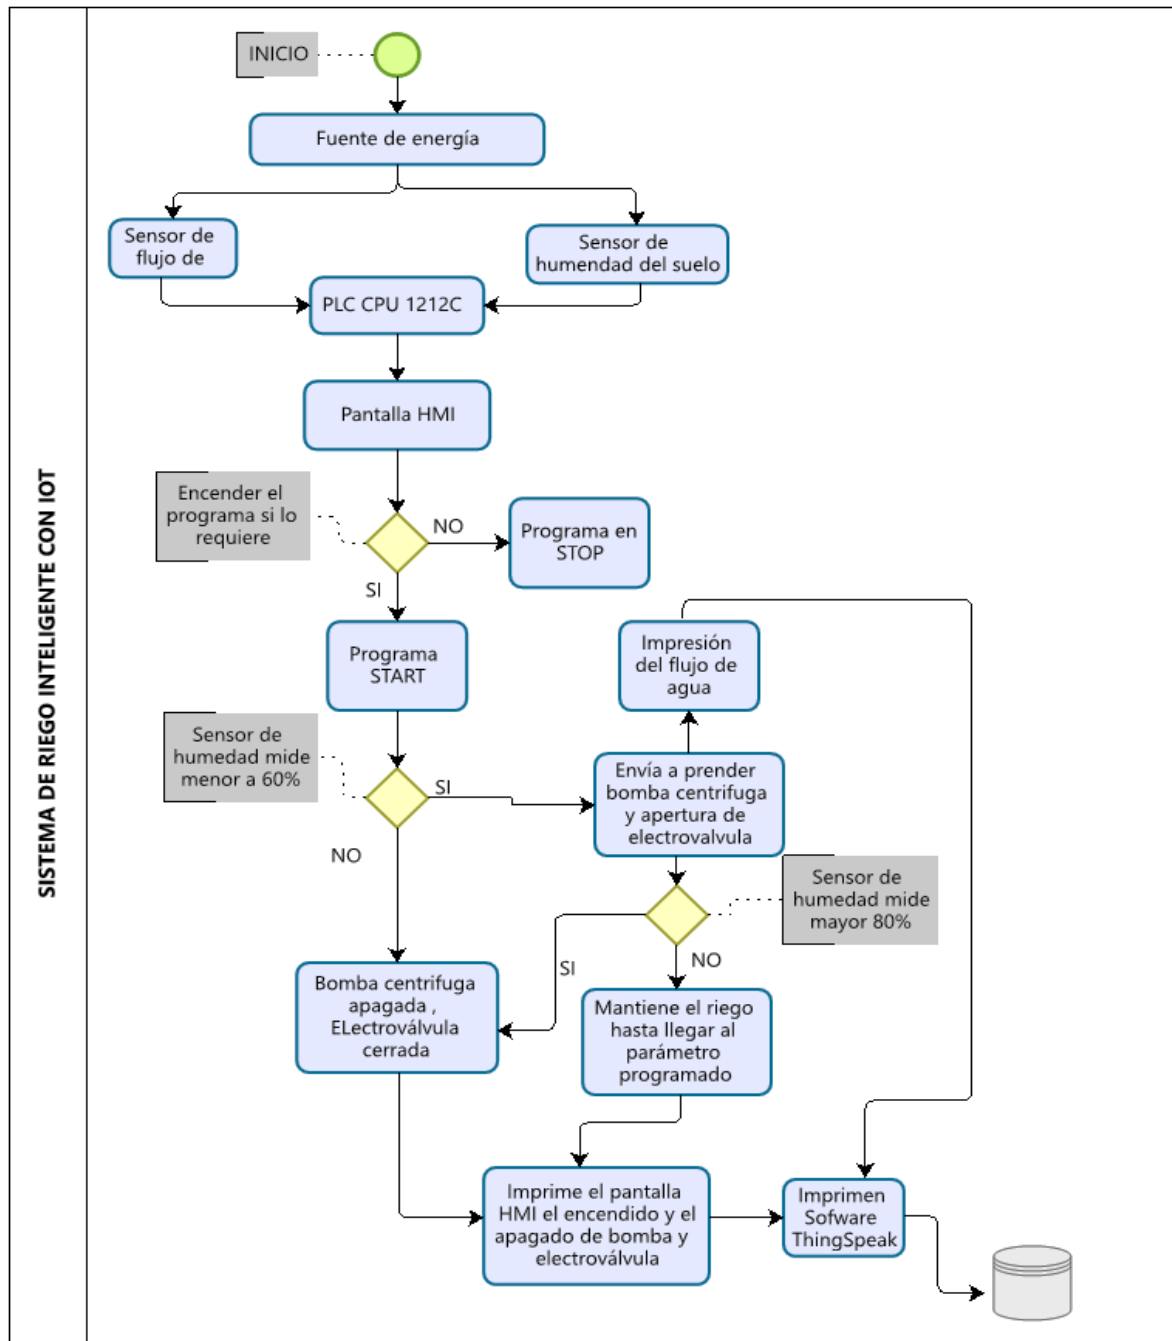 SISTEMA DE RIEGO INTELIGENTE CON IOT
INICIO
Fuente de energía
Sensor de
flujo de
Sensor de
humendad del suelo
PLC CPU 1212C
Pantalla HMI
Encender el
programa si lo
requiere
NO
Programa en
STOP
SI
Programa
START
Impresión
del flujo de
agua
Sensor de
humedad mide
menor a 60%
SI
Envía a prender
bomba centrifuga
y apertura de
electrovalvula
NO
Sensor de
humedad mide
mayor 80%
SI
NO
Bomba centrifuga
apagada ,
ELectroválvula
cerrada
Mantiene el riego
hasta llegar al
parámetro
programado
Imprime el pantalla
HMI el encendido y el
apagado de bomba y
electroválvula
Imprimen
Sofware
ThingSpeak